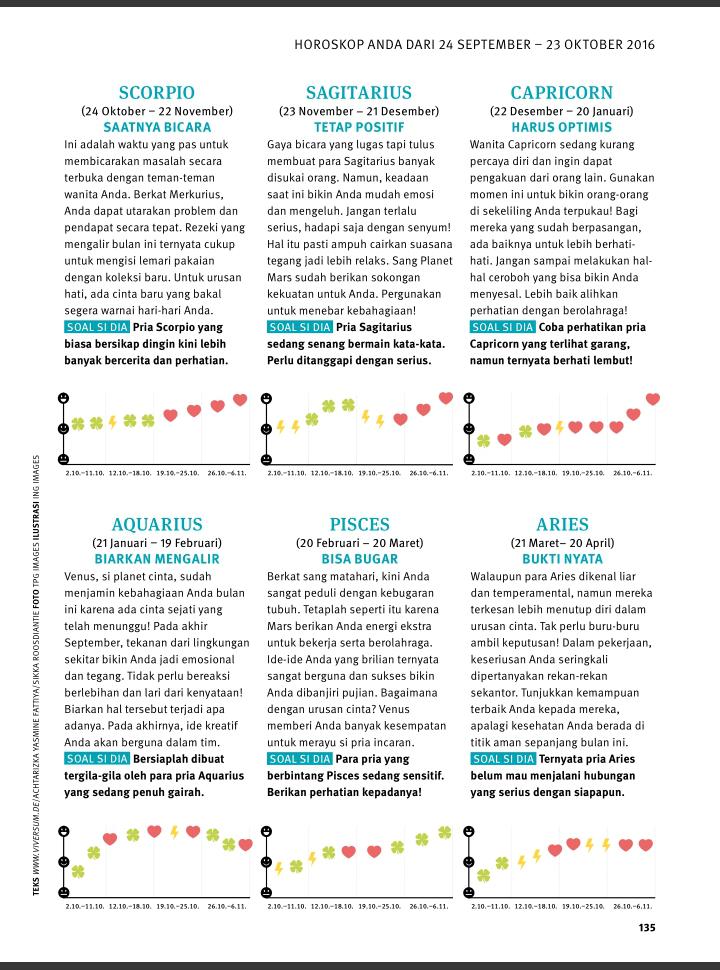 HOROSKOP ANDA DARI 24 SEPTEMBER – 23 OKTOBER 2016
SCORPIO
(24 Oktober – 22 November)
SAATNYA BICARA
Ini adalah waktu yang pas untuk
membicarakan masalah secara
terbuka dengan teman-teman
wanita Anda. Berkat Merkurius,
Anda dapat utarakan problem dan
pendapat secara tepat. Rezeki yang
mengalir bulan ini ternyata cukup
untuk mengisi lemari pakaian
dengan koleksi baru. Untuk urusan
hati, ada cinta baru yang bakal
segera warnai hari-hari Anda.
SOAL SI DIA Pria Scorpio yang
biasa bersikap dingin kini lebih
banyak bercerita dan perhatian.
2.10.–11.10. 12.10.–18.10. 19.10.–25.10. 26.10.–6.11.
SAGITARIUS
(23 November – 21 Desember)
TETAP POSITIF
Gaya bicara yang lugas tapi tulus
membuat para Sagitarius banyak
disukai orang. Namun, keadaan
saat ini bikin Anda mudah emosi
dan mengeluh. Jangan terlalu
serius, hadapi saja dengan senyum!
Hal itu pasti ampuh cairkan suasana
tegang jadi lebih relaks. Sang Planet
Mars sudah berikan sokongan
kekuatan untuk Anda. Pergunakan
untuk menebar kebahagiaan!
SOAL SI DIA Pria Sagitarius
sedang senang bermain kata-kata.
Perlu ditanggapi dengan serius.
2.10.–11.10. 12.10.–18.10. 19.10.–25.10. 26.10.–6.11.
CAPRICORN
(22 Desember – 20 Januari)
HARUS OPTIMIS
Wanita Capricorn sedang kurang
percaya diri dan ingin dapat
pengakuan dari orang lain. Gunakan
momen ini untuk bikin orang-orang
di sekeliling Anda terpukau! Bagi
mereka yang sudah berpasangan,
ada baiknya untuk lebih berhati-
hati. Jangan sampai melakukan hal-
hal ceroboh yang bisa bikin Anda
menyesal. Lebih baik alihkan
perhatian dengan berolahraga!
SOAL SI DIA Coba perhatikan pria
Capricorn yang terlihat garang,
namun ternyata berhati lembut!
2.10.–11.10. 12.10.–18.10. 19.10.–25.10. 26.10.–6.11.
AQUARIUS
(21 Januari – 19 Februari)
BIARKAN MENGALIR
Venus, si planet cinta, sudah
menjamin kebahagiaan Anda bulan
ini karena ada cinta sejati yang
telah menunggu! Pada akhir
September, tekanan dari lingkungan
sekitar bikin Anda jadi emosional
dan tegang. Tidak perlu bereaksi
berlebihan dan lari dari kenyataan!
Biarkan hal tersebut terjadi apa
adanya. Pada akhirnya, ide kreatif
Anda akan berguna dalam tim.
SOAL SI DIA Bersiaplah dibuat
tergila-gila oleh para pria Aquarius
yang sedang penuh gairah.
2.10.–11.10. 12.10.–18.10. 19.10.–25.10. 26.10.–6.11.
PISCES
(20 Februari – 20 Maret)
BISA BUGAR
Berkat sang matahari, kini Anda
sangat peduli dengan kebugaran
tubuh. Tetaplah seperti itu karena
Mars berikan Anda energi ekstra
untuk bekerja serta berolahraga.
Ide-ide Anda yang brilian ternyata
sangat berguna dan sukses bikin
Anda dibanjiri pujian. Bagaimana
dengan urusan cinta? Venus
memberi Anda banyak kesempatan
untuk merayu si pria incaran.
SOAL SI DIA Para pria yang
berbintang Pisces sedang sensitif.
Berikan perhatian kepadanya!
2.10.–11.10. 12.10.–18.10. 19.10.–25.10. 26.10.–6.11.
ARIES
(21 Maret– 20 April)
BUKTI NYATA
Walaupun para Aries dikenal liar
dan temperamental, namun mereka
terkesan lebih menutup diri dalam
urusan cinta. Tak perlu buru-buru
ambil keputusan! Dalam pekerjaan,
keseriusan Anda seringkali
dipertanyakan rekan-rekan
sekantor. Tunjukkan kemampuan
terbaik Anda kepada mereka,
apalagi kesehatan Anda berada di
titik aman sepanjang bulan ini.
SOAL SI DIA Ternyata pria Aries
belum mau menjalani hubungan
yang serius dengan siapapun.
2.10.–11.10. 12.10.–18.10. 19.10.–25.10. 26.10.–6.11.
TEKS WWW.VIVERSUM.DE/ACHTARIZKA YASMINE FATTIYA/SIKKA ROOSDIANTIE FOTO TPG IMAGES ILUSTRASI ING IMAGES
135